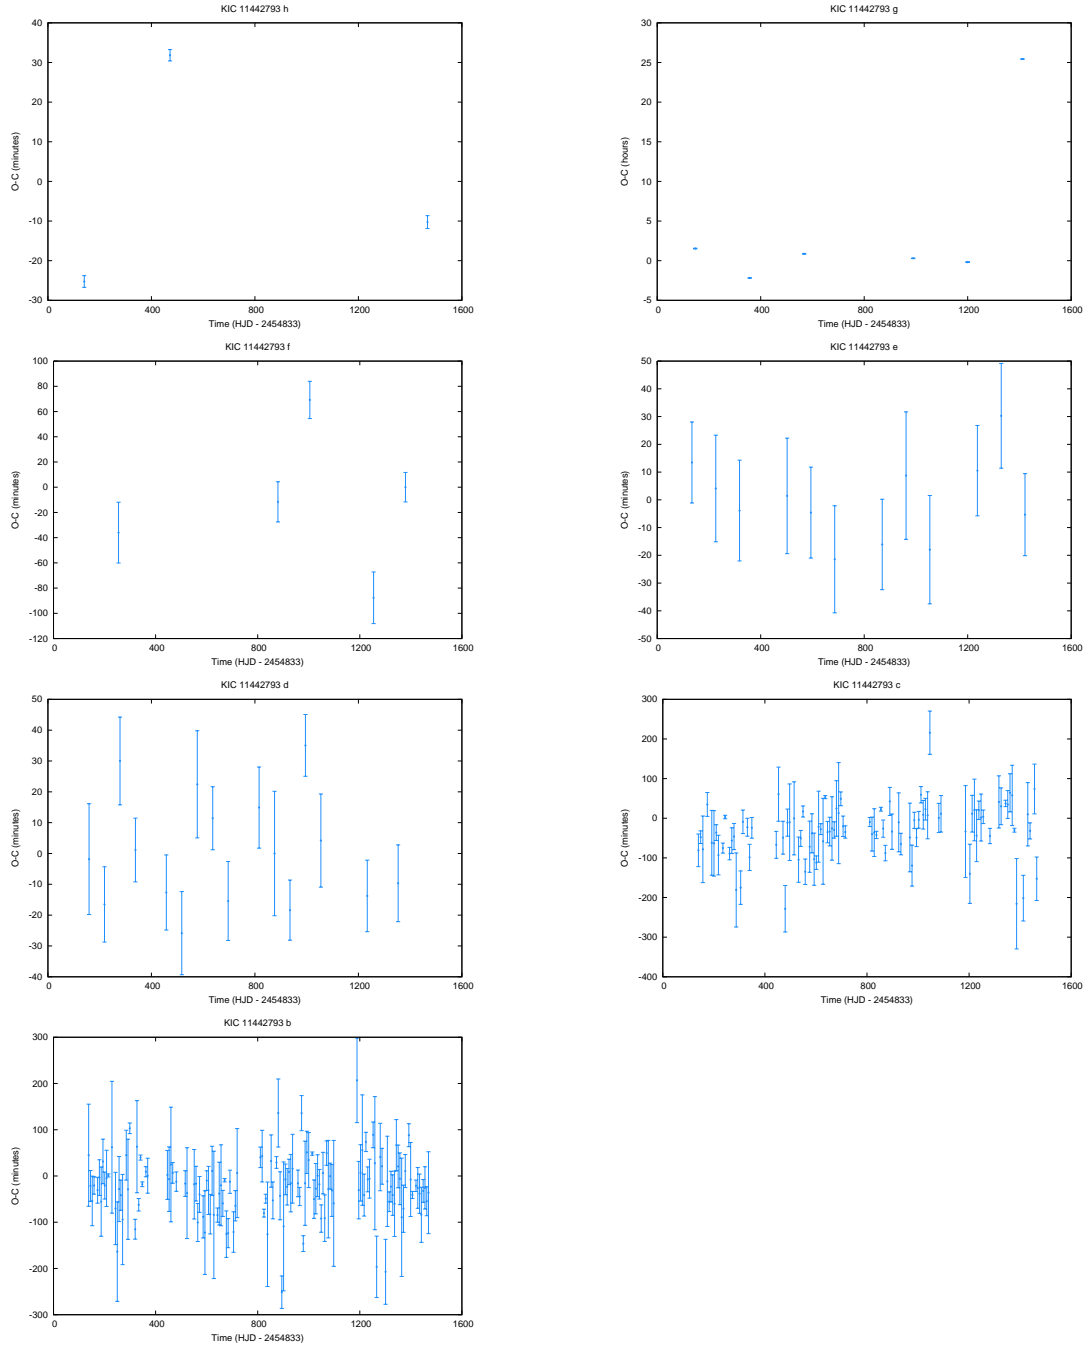 KIC 11442793 h
40
30
20
10
0
-10
-20
-30
O-C (minutes)
0 400 800 1200 1600
Time (HJD - 2454833)
KIC 11442793 g
30
25
20
15
10
5
0
-5
O-C (hours)
0 400 800 1200 1600
Time (HJD - 2454833)
KIC 11442793 f
100
80
60
40
20
0
-20
-40
-60
-80
-100
-120
O-C (minutes)
0 400 800 1200 1600
Time (HJD - 2454833)
KIC 11442793 e
50
40
30
20
10
0
-10
-20
-30
-40
-50
O-C (minutes)
0 400 800 1200 1600
Time (HJD - 2454833)
KIC 11442793 d
50
40
30
20
10
0
-10
-20
-30
-40
O-C (minutes)
0 400 800 1200 1600
Time (HJD - 2454833)
KIC 11442793 c
300
200
100
0
-100
-200
-300
-400
O-C (minutes)
0 400 800 1200 1600
Time (HJD - 2454833)
KIC 11442793 b
300
200
100
0
-100
-200
-300
O-C (minutes)
0 400 800 1200 1600
Time (HJD - 2454833)